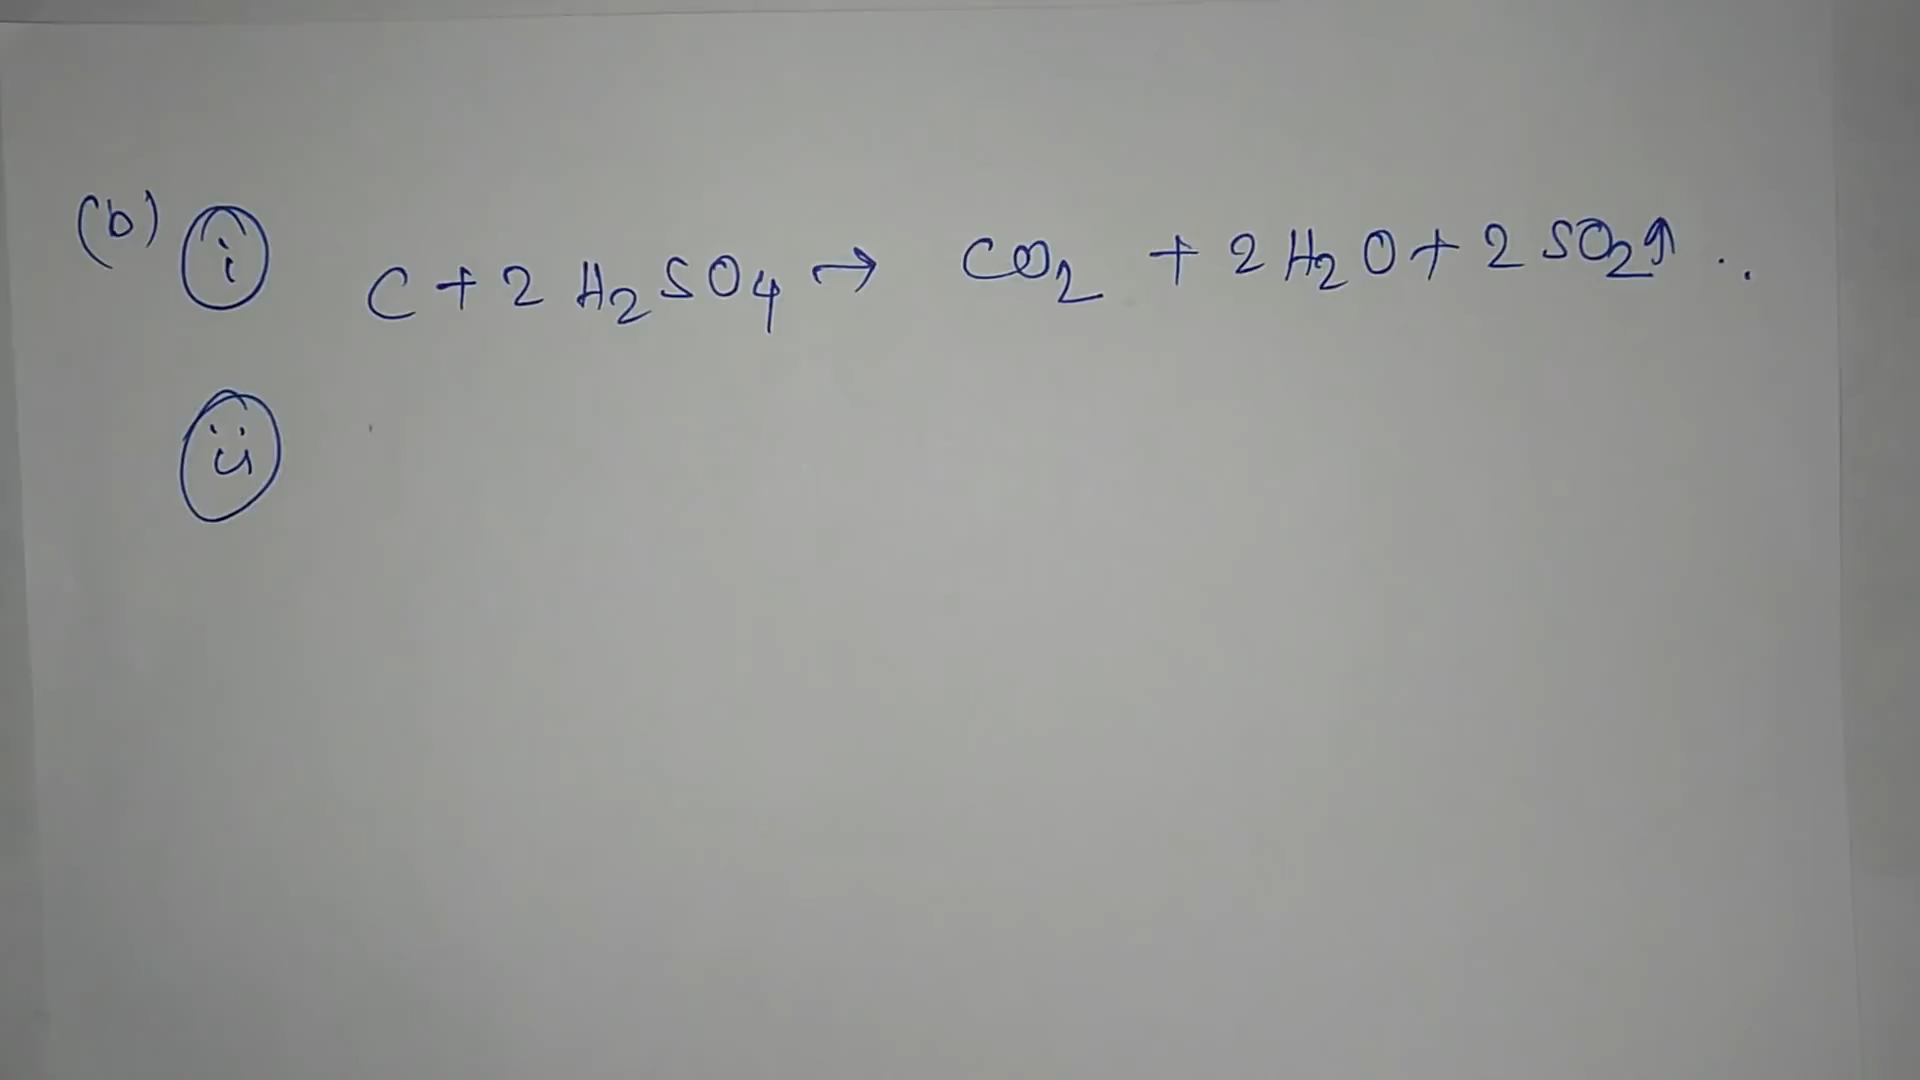 (b) (i) C + 2 H₂SO₄ → CO₂ + 2 H₂O + 2 SO₂↑ ..
(ii)